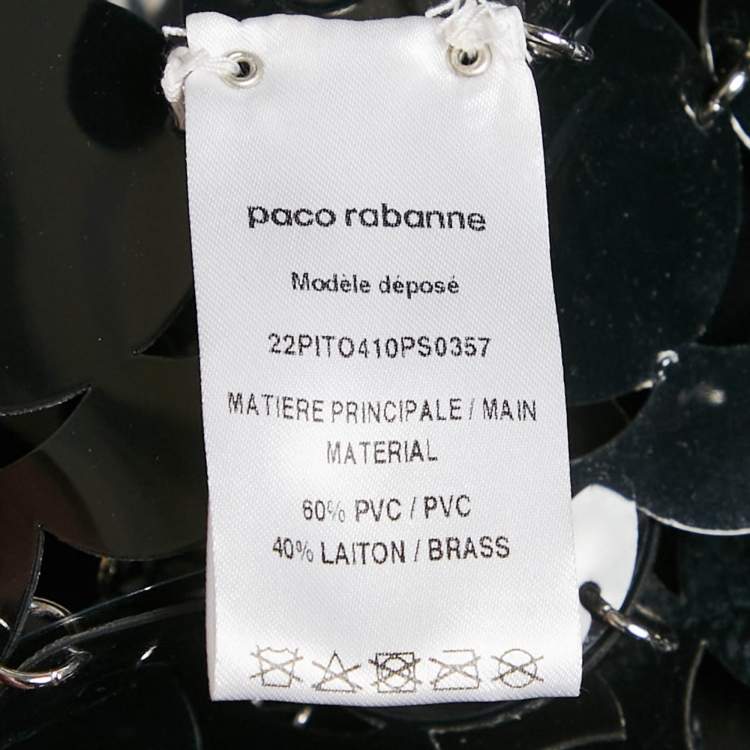 paco rabanne
Modèle déposé
22PITO410PS0357
MATIERE PRINCIPALE / MAIN
MATERIAL
60% PVC / PVC
40% LAITON / BRASS